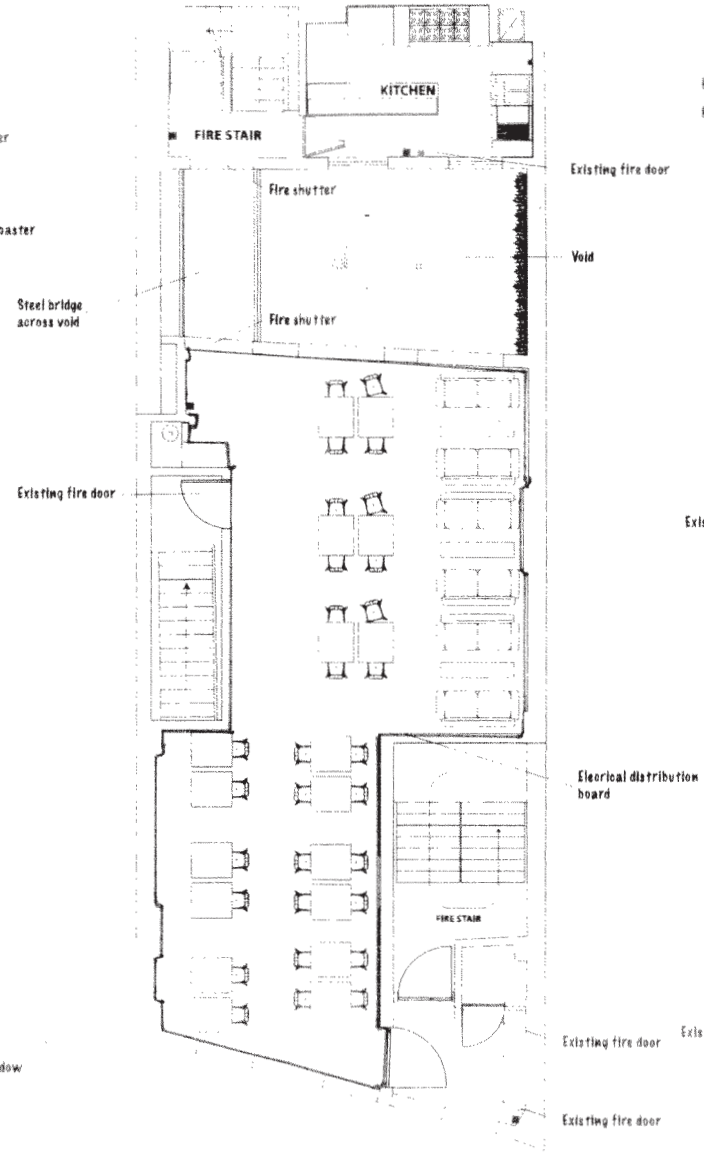 KITCHEN
FIRE STAIR
Existing fire door
Fire shutter
Void
Steel bridge
across void
Fire shutter
Existing fire door
Elecrical distribution
board
FIRE STAIR
Existing fire door
Existing fire door